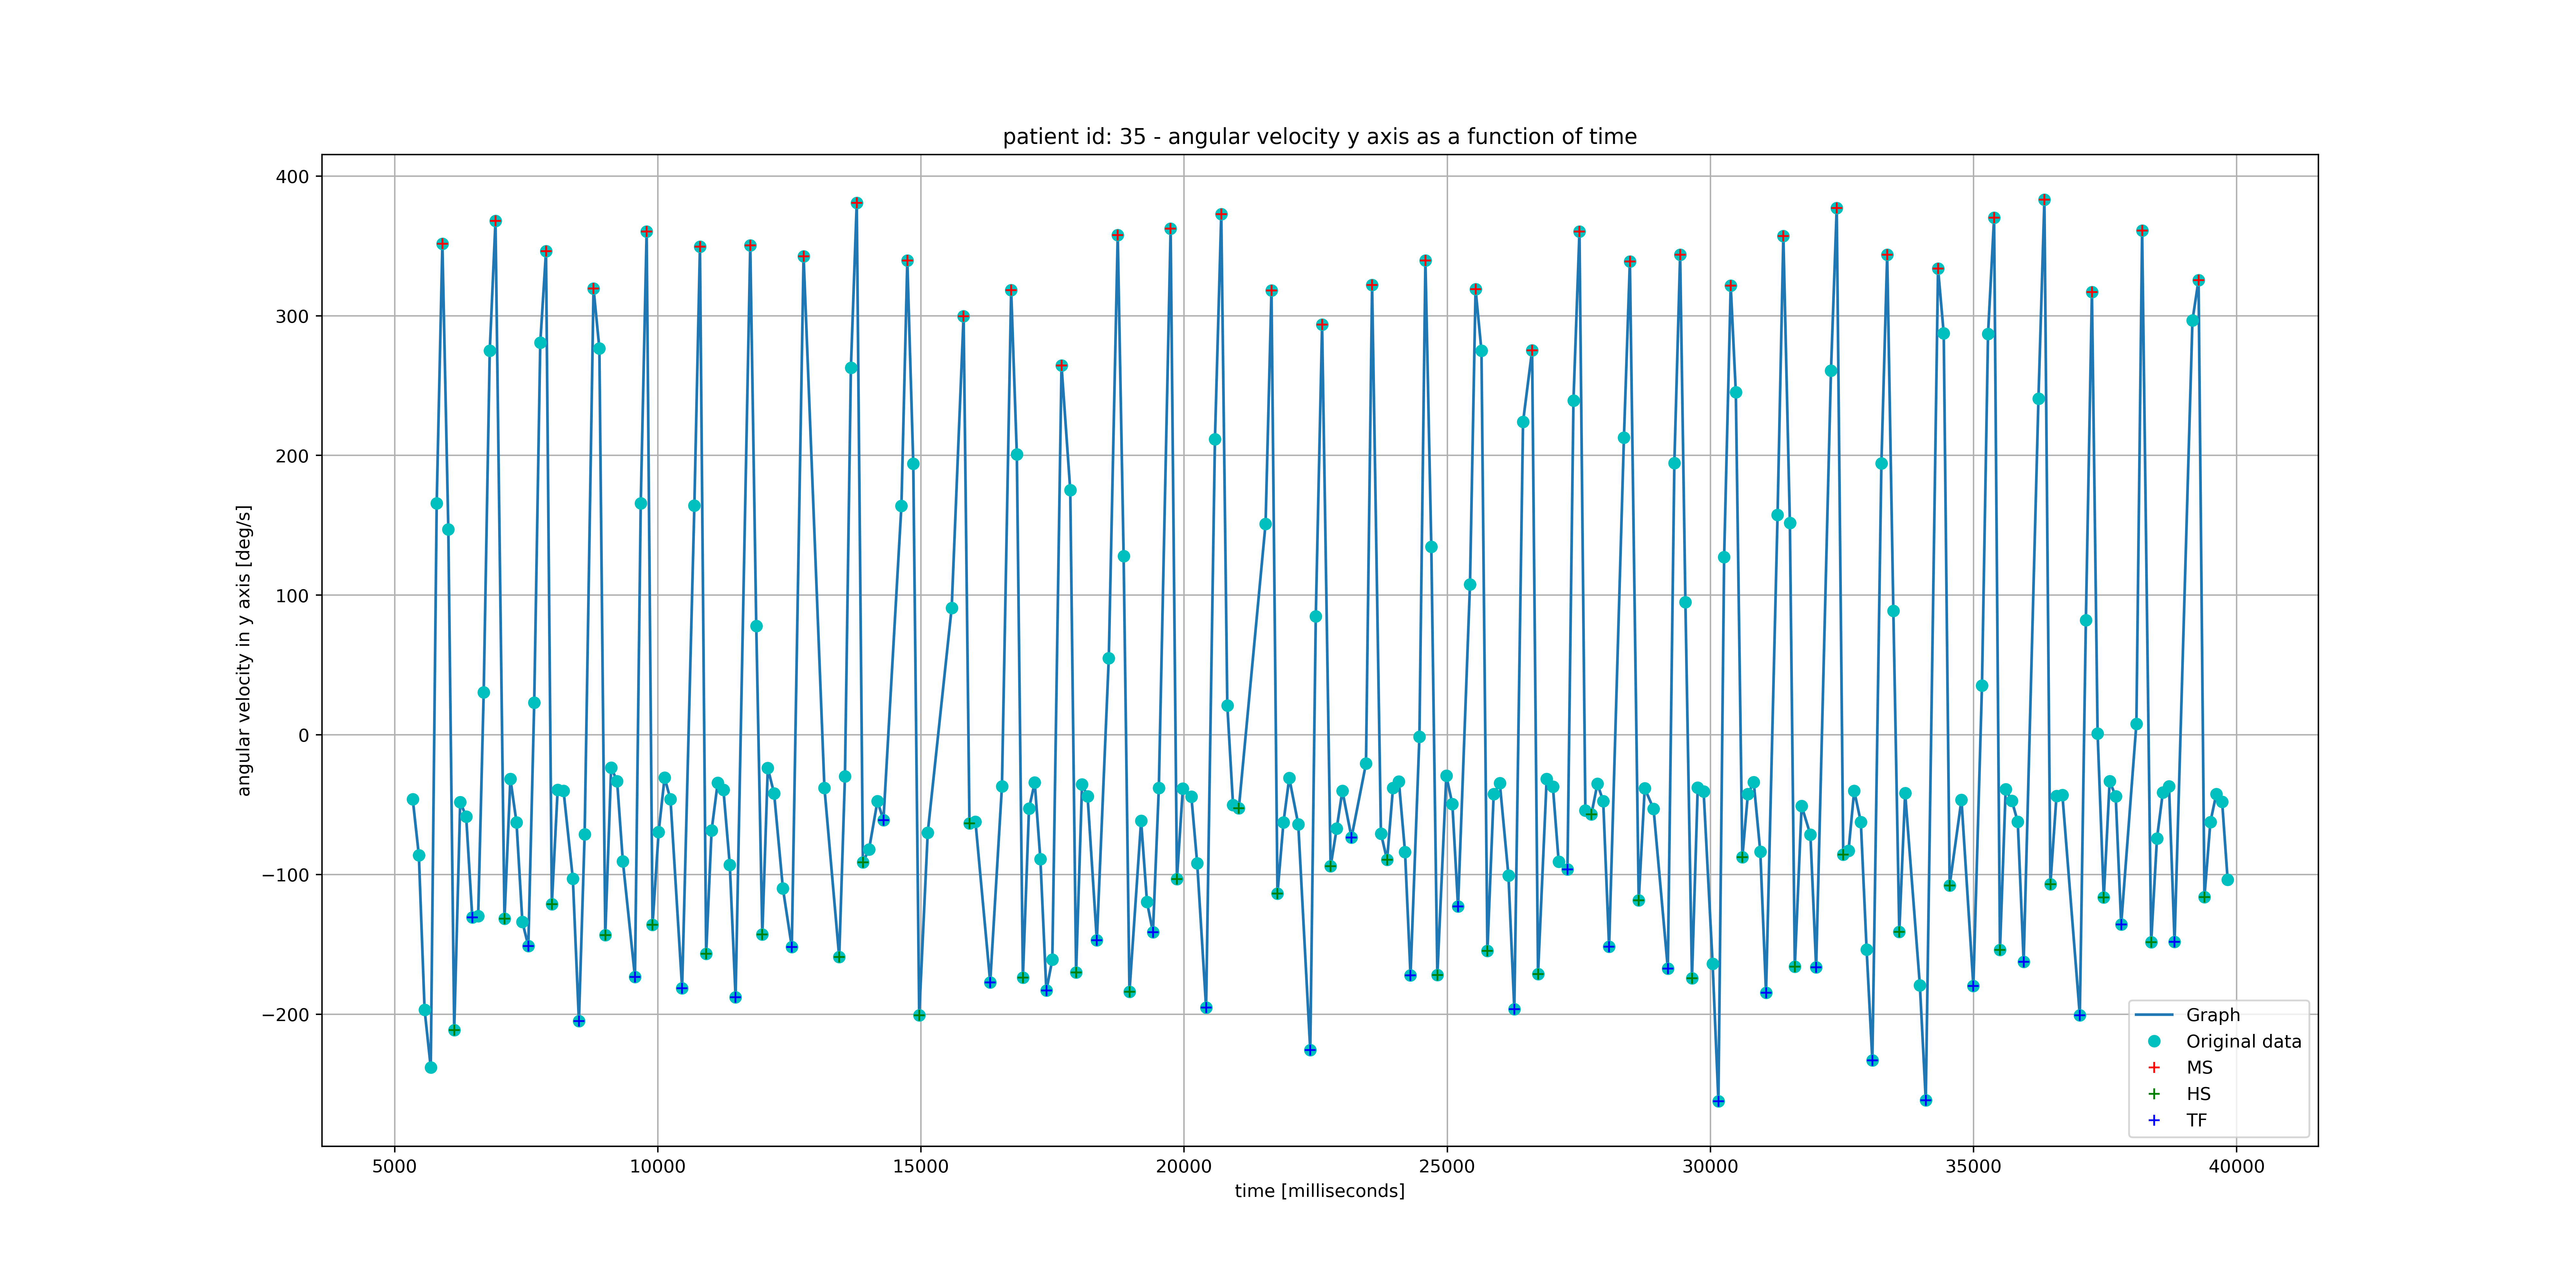 patient id: 35 - angular velocity y axis as a function of time
angular velocity in y axis [deg/s]
400
300
200
100
0
−100
−200
5000
10000
15000
20000
25000
30000
35000
40000
time [milliseconds]
Graph
Original data
MS
HS
TF